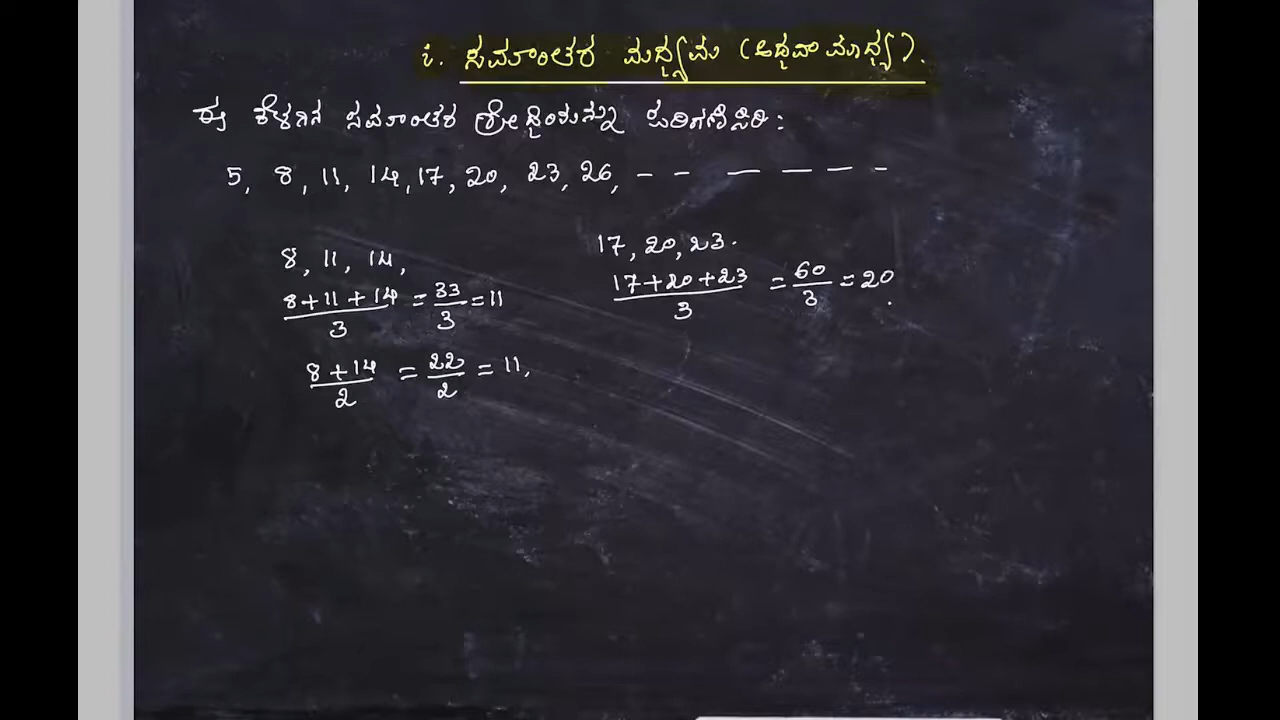 i. ಸಮಾಂತರ ಮಧ್ಯಮ (ಅಥವಾ ಮಾಧ್ಯ).
ಈ ಕೆಳಗಿನ ಸಮಾಂತರ ಶ್ರೇಢಿಯನ್ನು ಪರಿಗಣಿಸಿರಿ:
5, 8, 11, 14, 17, 20, 23, 26, - - - - - -
8, 11, 14,
8+11+14/3 = 33/3 = 11
8+14/2 = 22/2 = 11.
17, 20, 23.
17+20+23/3 = 60/3 = 20.